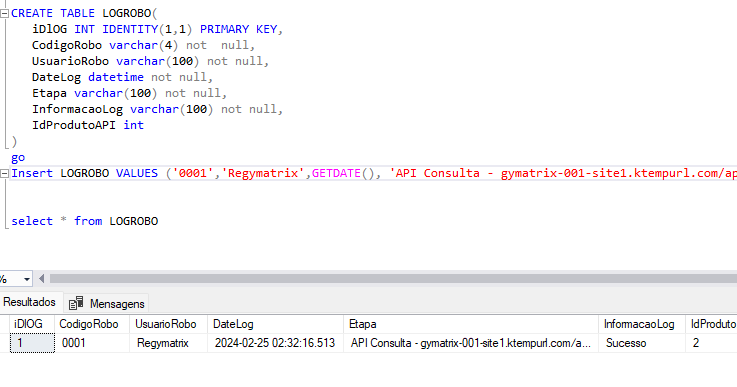 CREATE TABLE LOGROBO(
iDlOG INT IDENTITY(1,1) PRIMARY KEY,
CodigoRobo varchar(4) not  null,
UsuarioRobo varchar(100) not null,
DateLog datetime not null,
Etapa varchar(100) not null,
InformacaoLog varchar(100) not null,
IdProdutoAPI int
)
go
Insert LOGROBO VALUES ('0001','Regymatrix',GETDATE(), 'API Consulta - gymatrix-001-site1.ktempurl.com/ap
select * from LOGROBO
%
Resultados Mensagens
iDlOG CodigoRobo UsuarioRobo DateLog Etapa InformacaoLog IdProduto
1 0001 Regymatrix 2024-02-25 02:32:16.513 API Consulta - gymatrix-001-site1.ktempurl.com/a... Sucesso 2